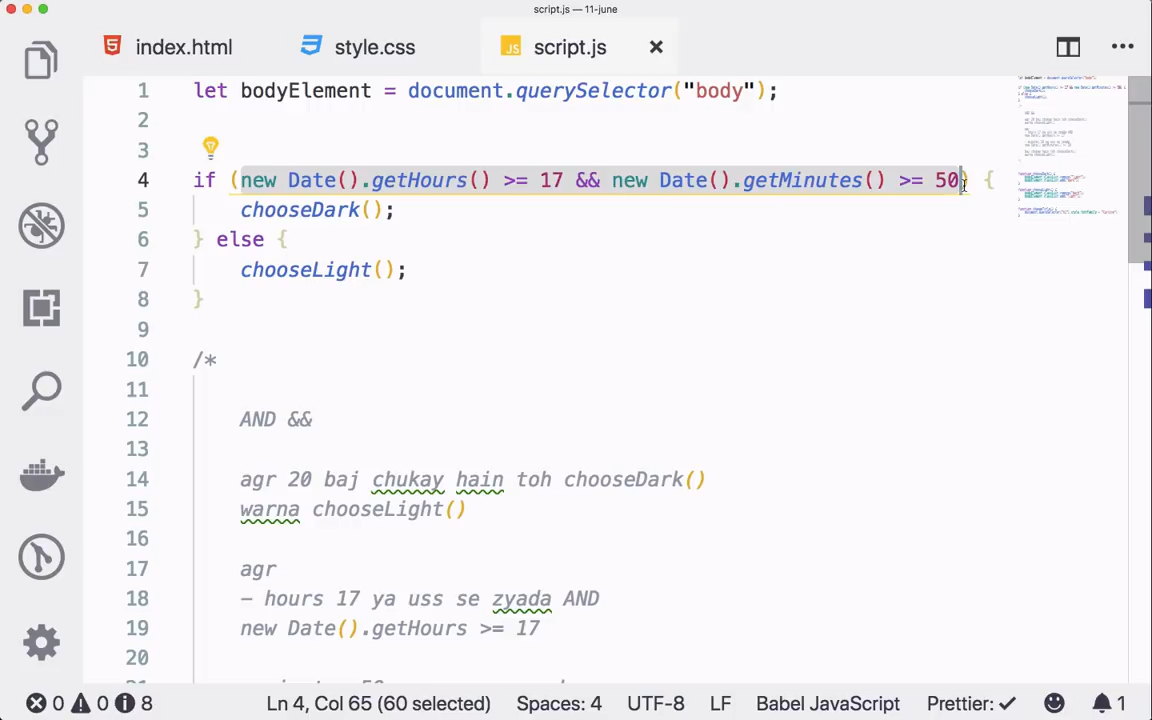 script.js — 11-june
index.html
style.css
JS script.js
1 let bodyElement = document.querySelector("body");
2
3
4 if (new Date().getHours() >= 17 && new Date().getMinutes() >= 50) {
5 chooseDark();
6 } else {
7 chooseLight();
8 }
9
10 /*
11
12 AND &&
13
14 agr 20 baj chukay hain toh chooseDark()
15 warna chooseLight()
16
17 agr
18 – hours 17 ya uss se zyada AND
19 new Date().getHours >= 17
20
0 0 8 Ln 4, Col 65 (60 selected) Spaces: 4 UTF-8 LF Babel JavaScript Prettier: ✓ 1